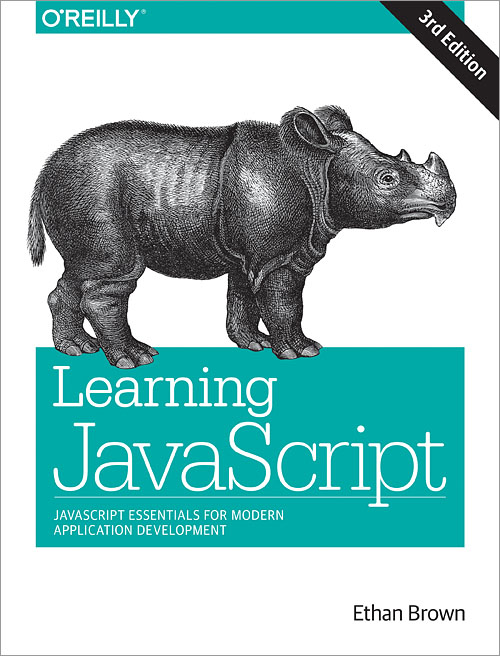 O'REILLY®
3rd Edition
Learning
JavaScript
JAVASCRIPT ESSENTIALS FOR MODERN
APPLICATION DEVELOPMENT
Ethan Brown